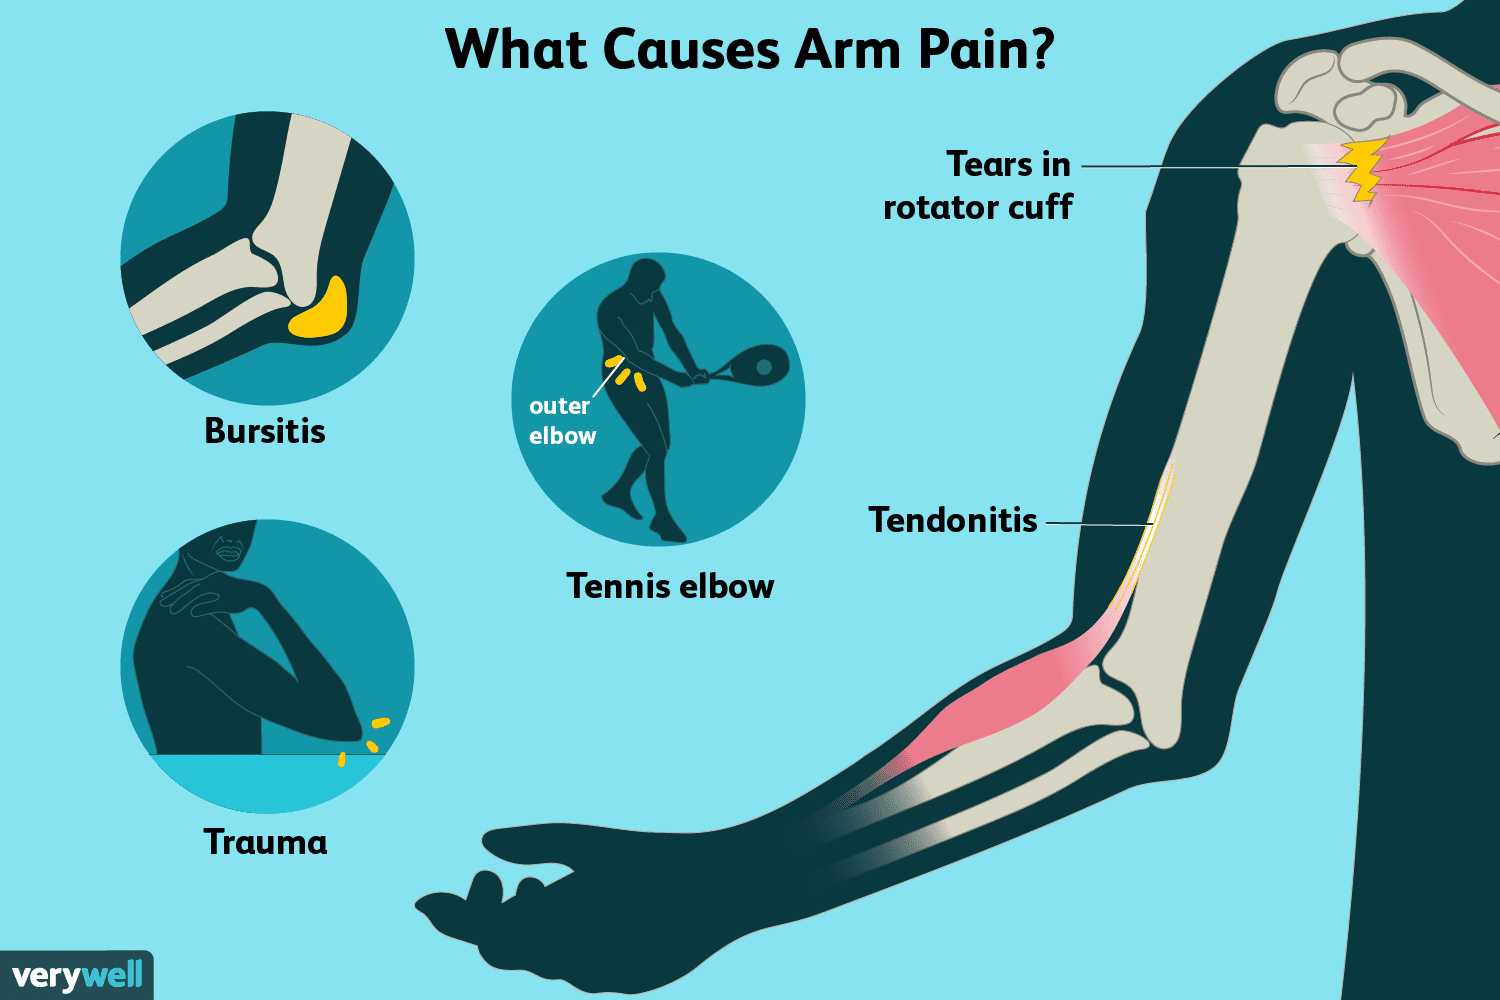 What Causes Arm Pain?
Tears in
rotator cuff
Bursitis
outer
elbow
Tendonitis
Tennis elbow
Trauma
verywell